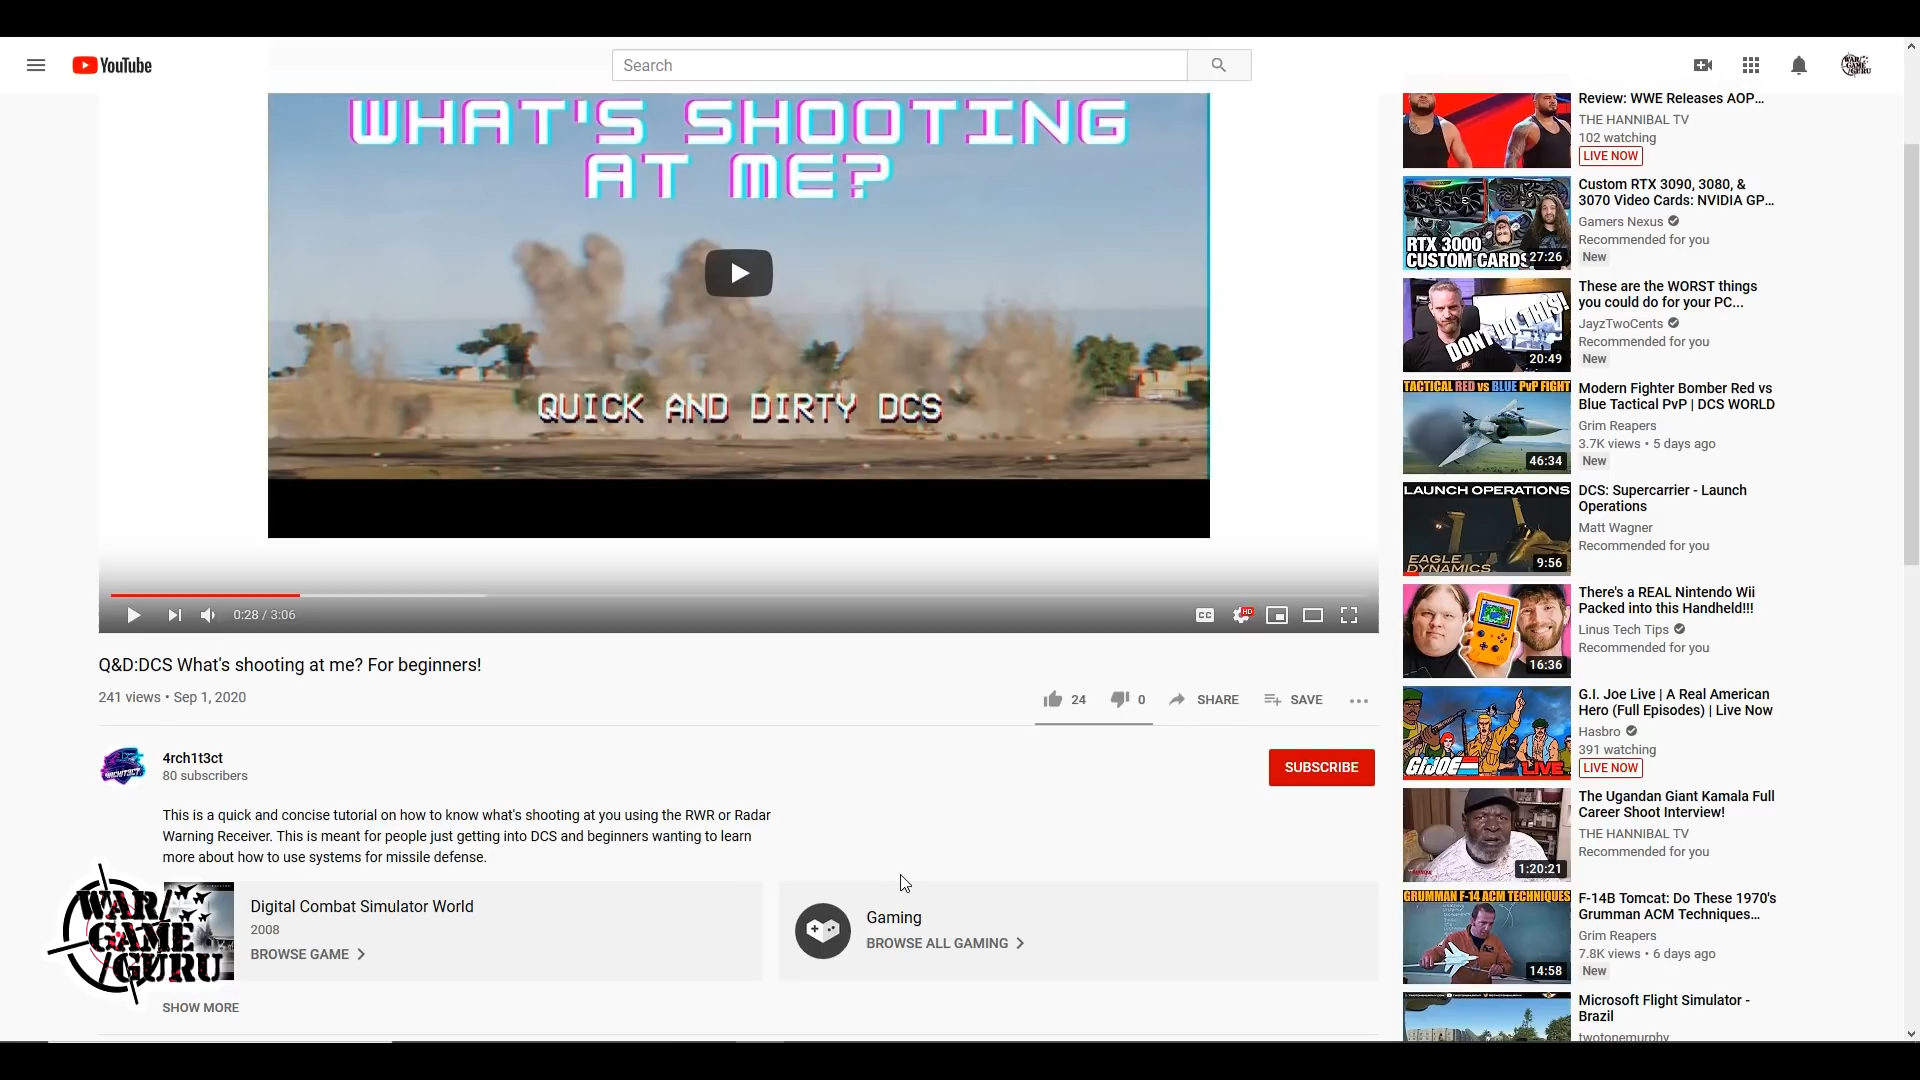 YouTube
Search
WAR/
GAME
GURU
WHAT'S SHOOTING
AT ME?
QUICK AND DIRTY DCS
0:28 / 3:06
CC
HD
Q&D:DCS What's shooting at me? For beginners!
241 views • Sep 1, 2020
24
0
SHARE
SAVE
4rch1t3ct
80 subscribers
SUBSCRIBE
This is a quick and concise tutorial on how to know what's shooting at you using the RWR or Radar
Warning Receiver. This is meant for people just getting into DCS and beginners wanting to learn
more about how to use systems for missile defense.
WAR/
GAME
GURU
Digital Combat Simulator World
2008
BROWSE GAME
Gaming
BROWSE ALL GAMING
SHOW MORE
Review: WWE Releases AOP...
THE HANNIBAL TV
102 watching
LIVE NOW
RTX 3000
CUSTOM CARDS
27:26
Custom RTX 3090, 3080, &
3070 Video Cards: NVIDIA GP...
Gamers Nexus
Recommended for you
New
DON'T DO THIS!
20:49
These are the WORST things
you could do for your PC...
JayzTwoCents
Recommended for you
New
TACTICAL RED vs BLUE PvP FIGHT
46:34
Modern Fighter Bomber Red vs
Blue Tactical PvP | DCS WORLD
Grim Reapers
3.7K views • 5 days ago
New
LAUNCH OPERATIONS
EAGLE
DYNAMICS
9:56
DCS: Supercarrier - Launch
Operations
Matt Wagner
Recommended for you
16:36
There's a REAL Nintendo Wii
Packed into this Handheld!!!
Linus Tech Tips
Recommended for you
GI JOE
LIVE
G.I. Joe Live | A Real American
Hero (Full Episodes) | Live Now
Hasbro
391 watching
LIVE NOW
1:20:21
The Ugandan Giant Kamala Full
Career Shoot Interview!
THE HANNIBAL TV
Recommended for you
GRUMMAN F-14 ACM TECHNIQUES
14:58
F-14B Tomcat: Do These 1970's
Grumman ACM Techniques...
Grim Reapers
7.8K views • 6 days ago
New
Microsoft Flight Simulator -
Brazil
twotonemurphy